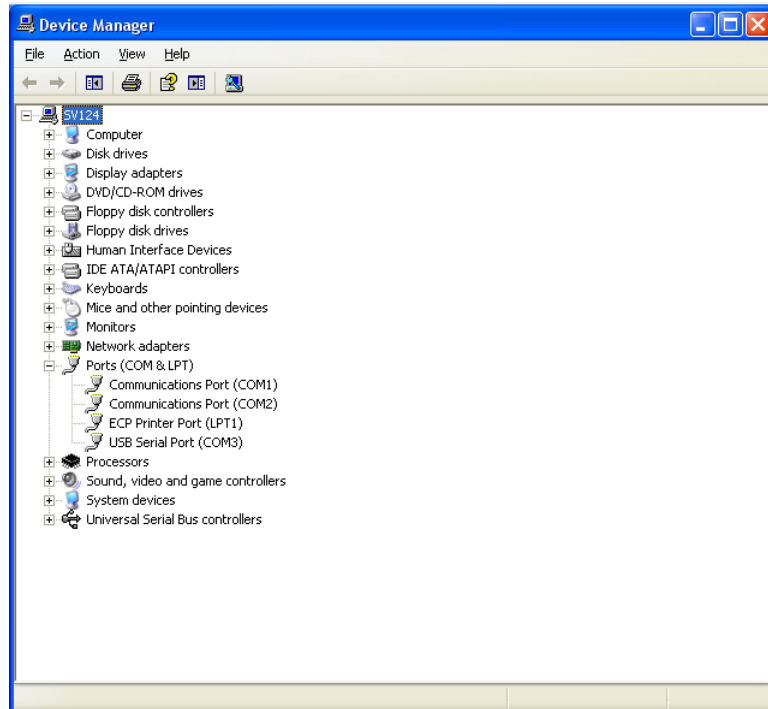 Device Manager
File Action View Help
SV124
Computer
Disk drives
Display adapters
DVD/CD-ROM drives
Floppy disk controllers
Floppy disk drives
Human Interface Devices
IDE ATA/ATAPI controllers
Keyboards
Mice and other pointing devices
Monitors
Network adapters
Ports (COM & LPT)
Communications Port (COM1)
Communications Port (COM2)
ECP Printer Port (LPT1)
USB Serial Port (COM3)
Processors
Sound, video and game controllers
System devices
Universal Serial Bus controllers